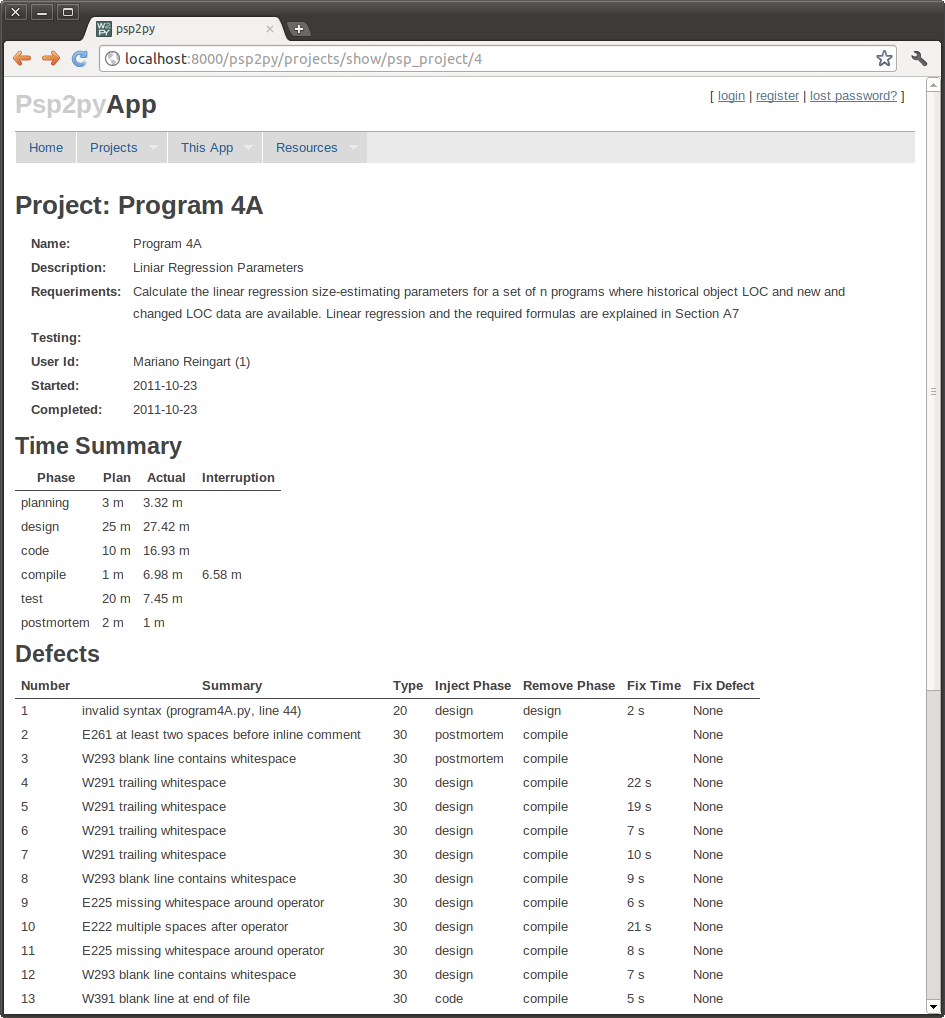 psp2py
localhost:8000/psp2py/projects/show/psp_project/4
Psp2pyApp
[ login | register | lost password? ]
Home Projects This App Resources
Project: Program 4A
Name: Program 4A
Description: Liniar Regression Parameters
Requeriments: Calculate the linear regression size-estimating parameters for a set of n programs where historical object LOC and new and
changed LOC data are available. Linear regression and the required formulas are explained in Section A7
Testing:
User Id: Mariano Reingart (1)
Started: 2011-10-23
Completed: 2011-10-23
Time Summary
Phase Plan Actual Interruption
planning 3 m 3.32 m
design 25 m 27.42 m
code 10 m 16.93 m
compile 1 m 6.98 m 6.58 m
test 20 m 7.45 m
postmortem 2 m 1 m
Defects
Number Summary Type Inject Phase Remove Phase Fix Time Fix Defect
1 invalid syntax (program4A.py, line 44) 20 design design 2 s None
2 E261 at least two spaces before inline comment 30 postmortem compile None
3 W293 blank line contains whitespace 30 postmortem compile None
4 W291 trailing whitespace 30 design compile 22 s None
5 W291 trailing whitespace 30 design compile 19 s None
6 W291 trailing whitespace 30 design compile 7 s None
7 W291 trailing whitespace 30 design compile 10 s None
8 W293 blank line contains whitespace 30 design compile 9 s None
9 E225 missing whitespace around operator 30 design compile 6 s None
10 E222 multiple spaces after operator 30 design compile 21 s None
11 E225 missing whitespace around operator 30 design compile 8 s None
12 W293 blank line contains whitespace 30 design compile 7 s None
13 W391 blank line at end of file 30 code compile 5 s None